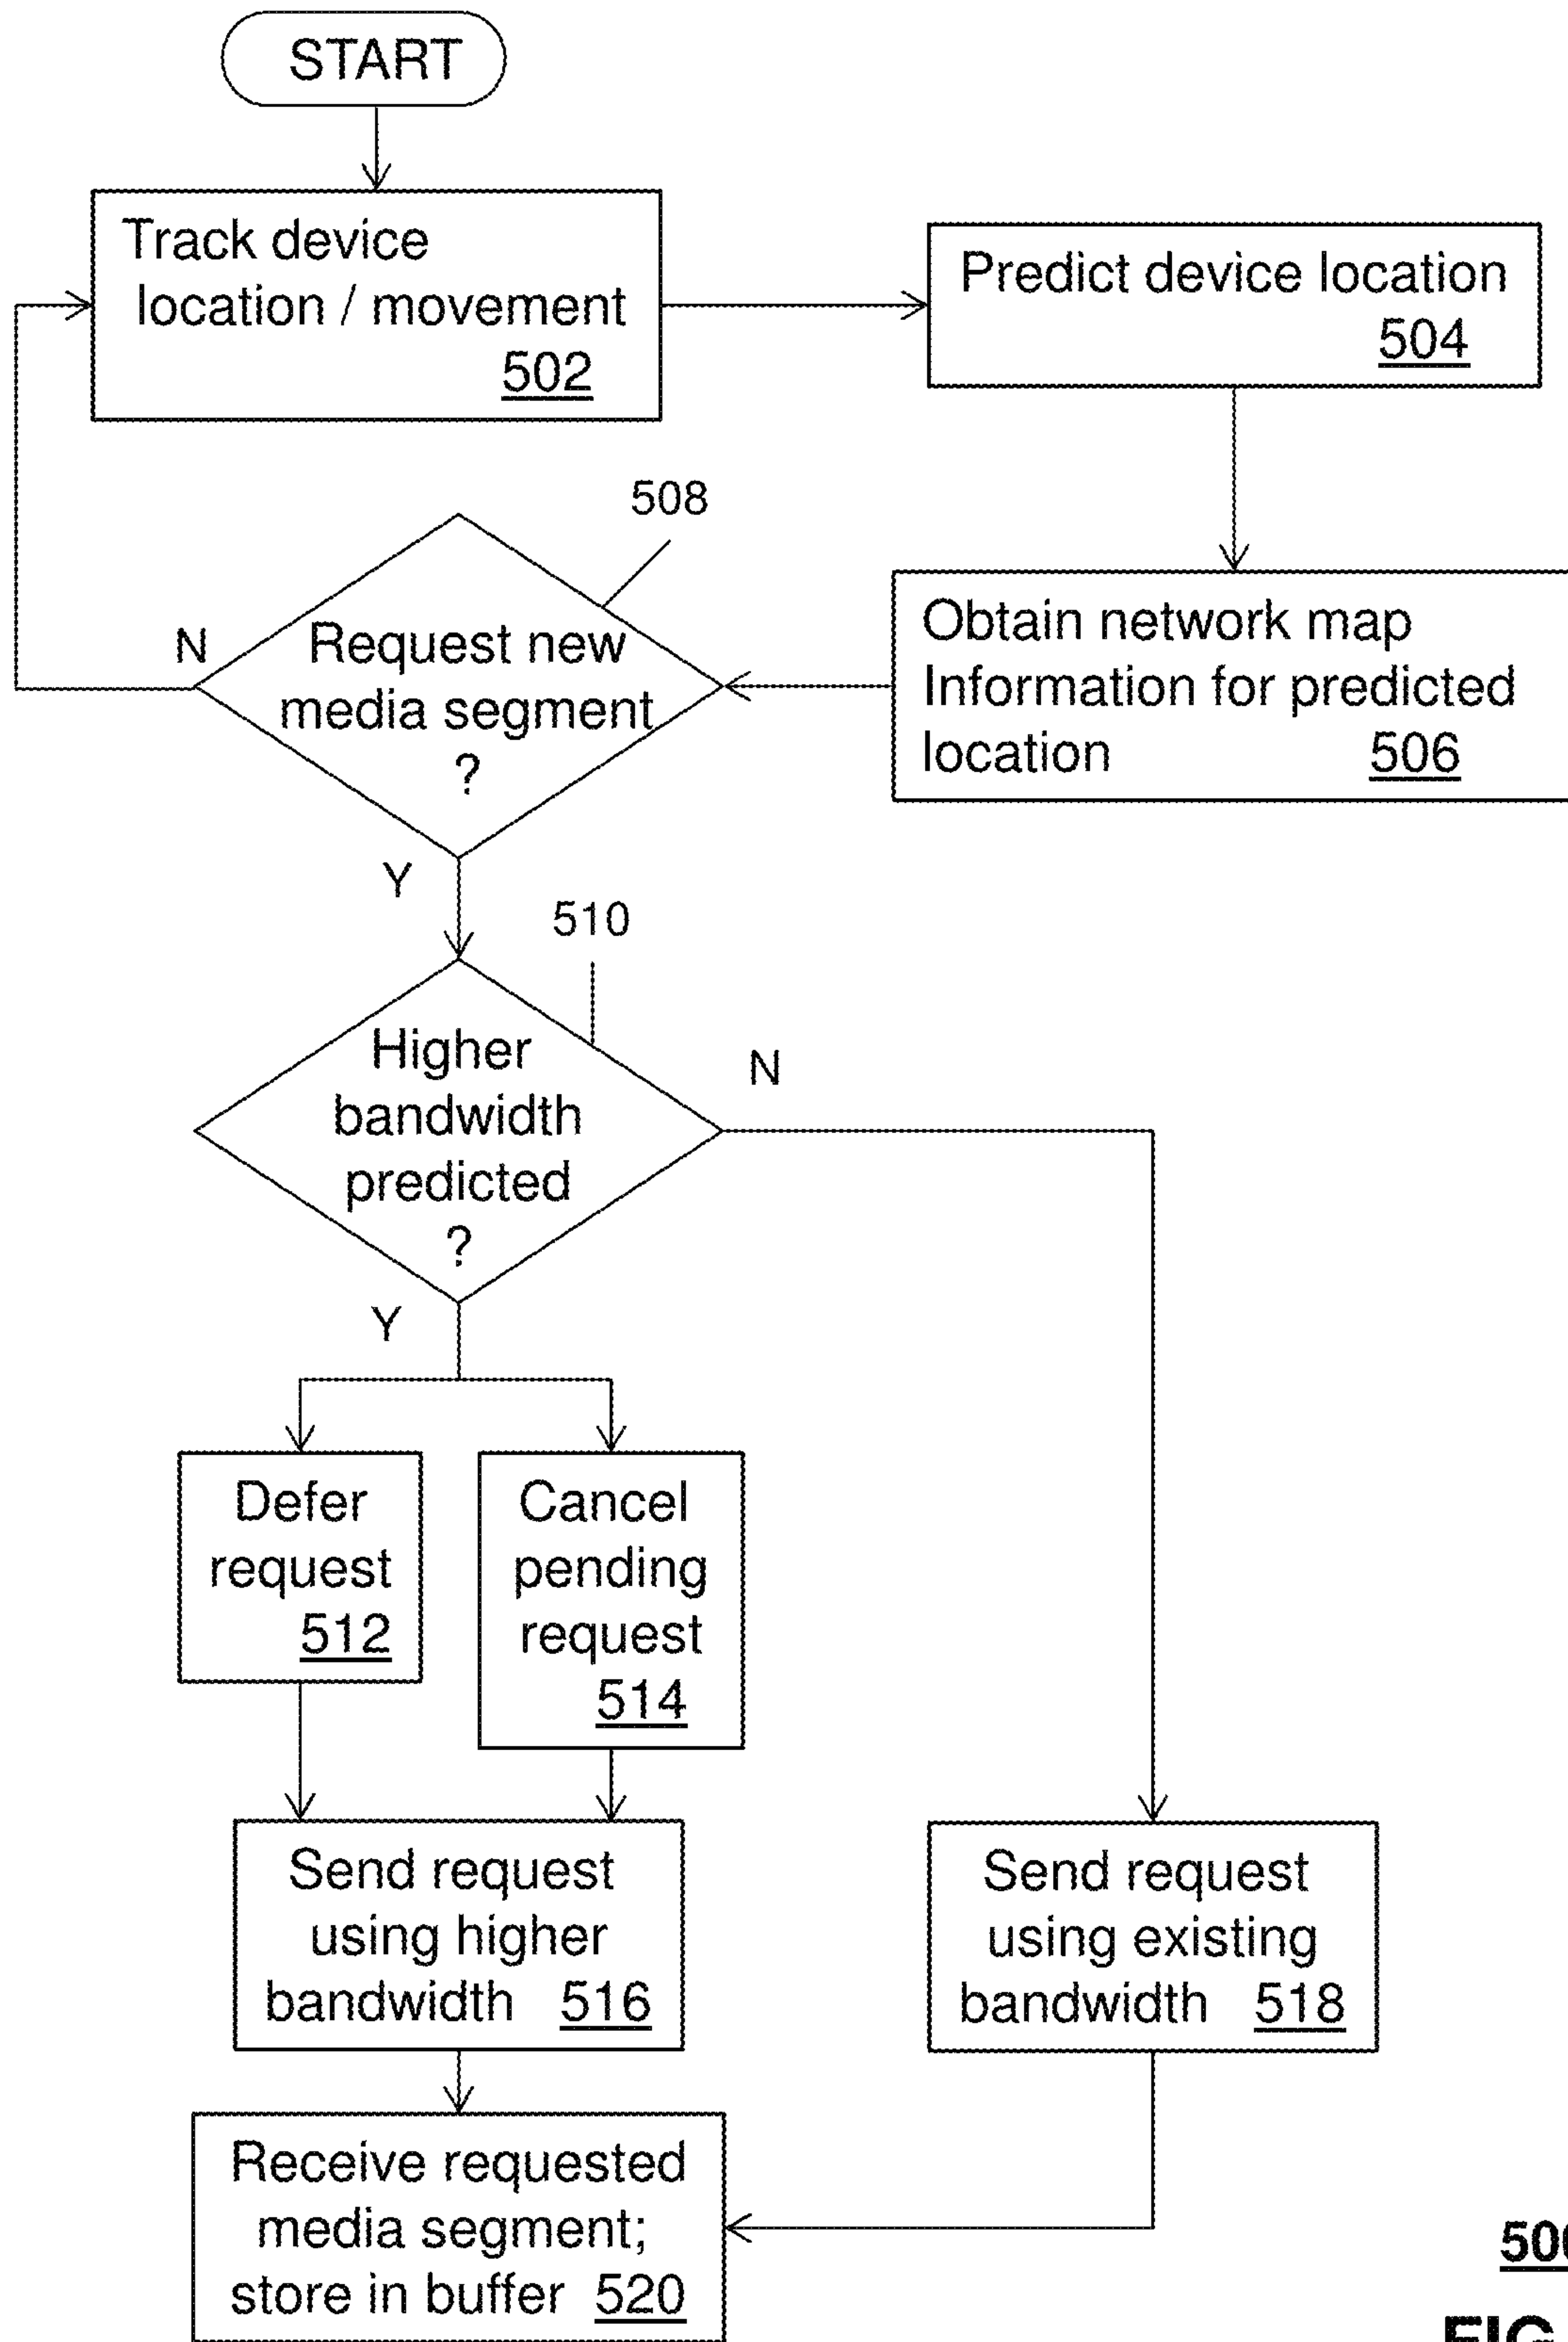 START
Track device
location / movement
502
Predict device location
504
508
Request new
media segment
?
N
Y
Obtain network map
Information for predicted
location 506
510
Higher
bandwidth
predicted
?
N
Y
Defer
request
512
Cancel
pending
request
514
Send request
using higher
bandwidth 516
Send request
using existing
bandwidth 518
Receive requested
media segment;
store in buffer 520
FIG